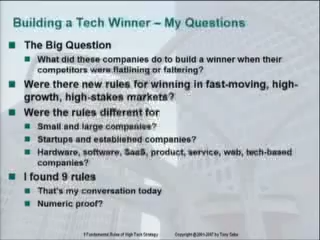 Building a Tech Winner – My Questions
The Big Question
What did these companies do to build a winner when their
competitors were flatlining or faltering?
Were there new rules for winning in fast-moving, high-
growth, high-stakes markets?
Were the rules different for
Small and large companies?
Startups and established companies?
Hardware, software, SaaS, product, service, web, tech-based
companies?
I found 9 rules
That's my conversation today
Numeric proof?
9 Fundamental Rules of High Tech Strategy Copyright @2001-2007 by Tony